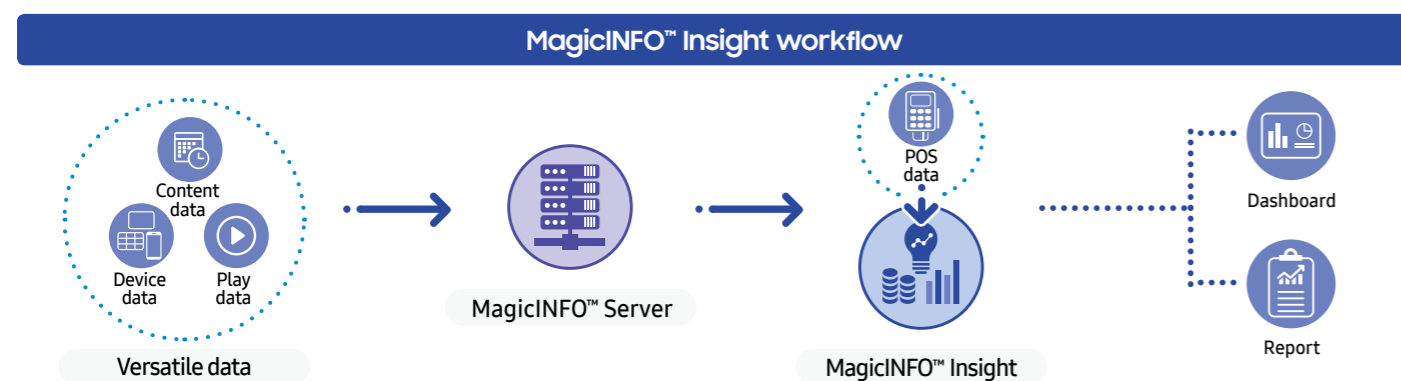 MagicINFO™ Insight workflow
Content
data
Device
data
Play
data
Versatile data
MagicINFO™ Server
POS
data
MagicINFO™ Insight
Dashboard
Report